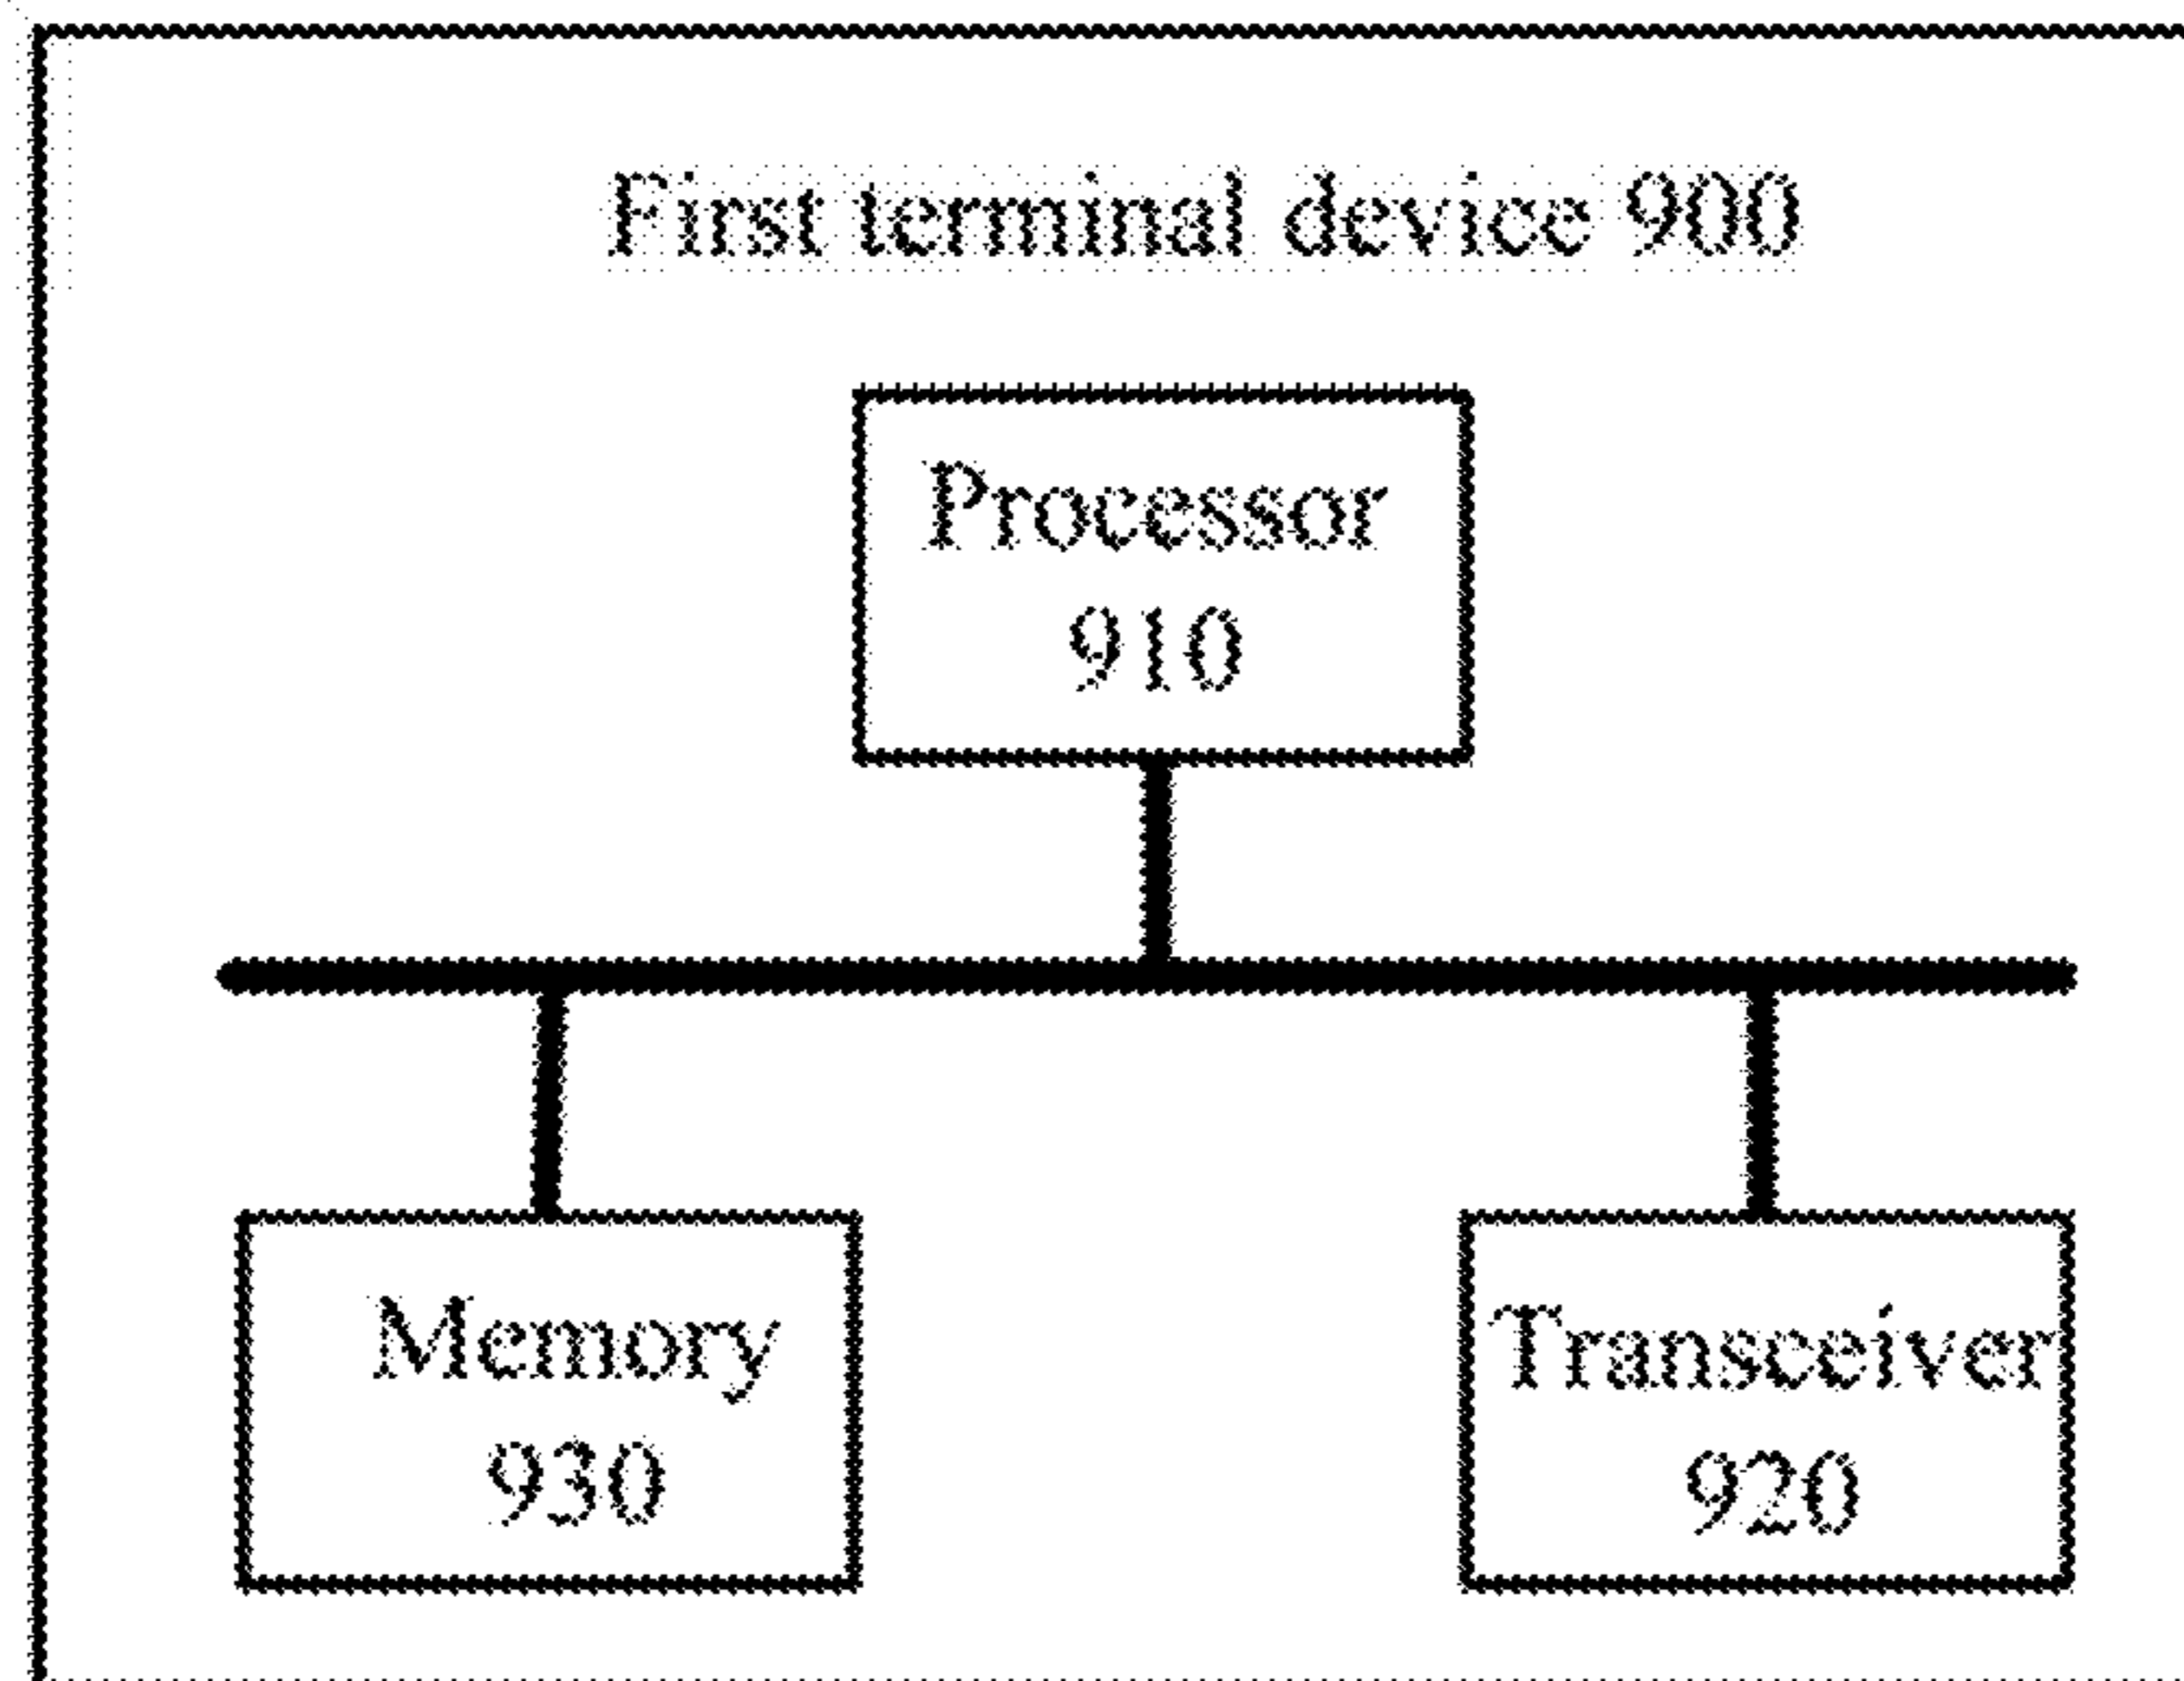 First terminal device 900
Processor
910
Memory
930
Transceiver
920